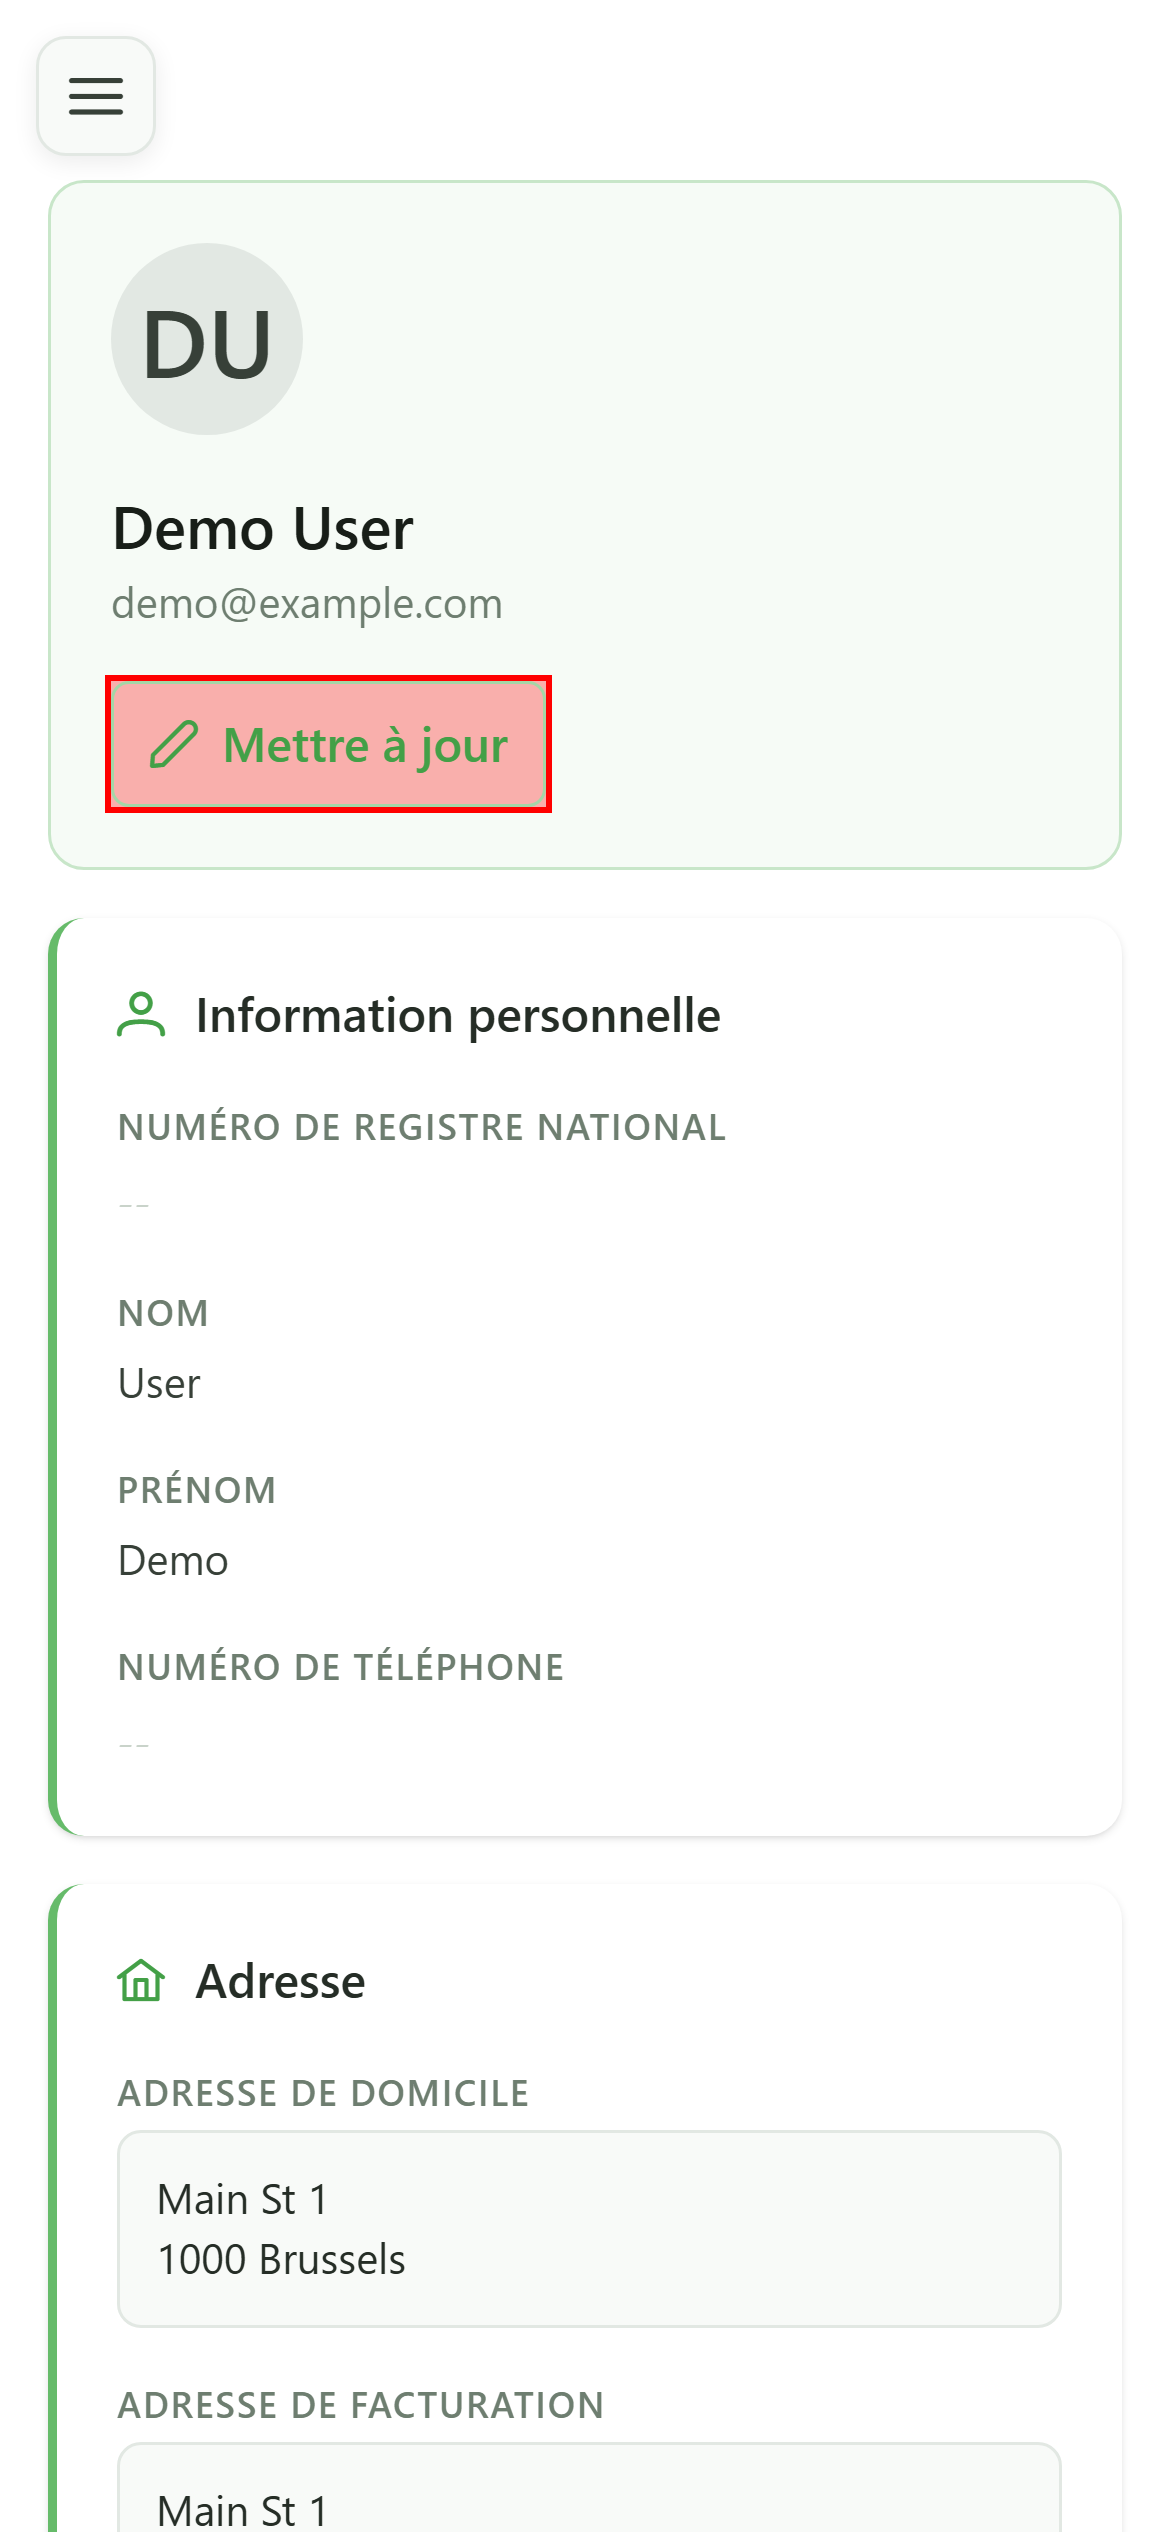 DU
Demo User
demo@example.com
Mettre à jour
Information personnelle
NUMÉRO DE REGISTRE NATIONAL
--
NOM
User
PRÉNOM
Demo
NUMÉRO DE TÉLÉPHONE
--
Adresse
ADRESSE DE DOMICILE
Main St 1
1000 Brussels
ADRESSE DE FACTURATION
Main St 1